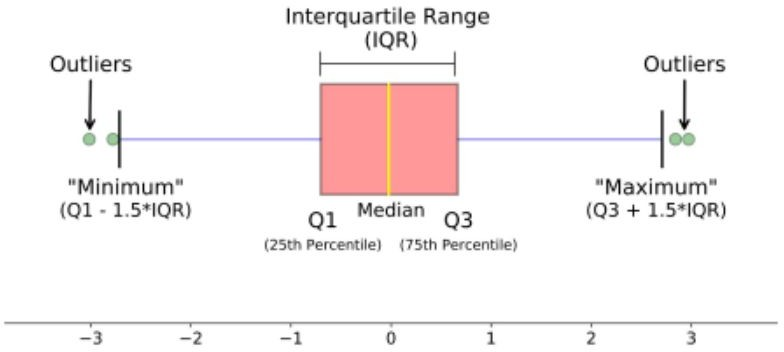 Interquartile Range
(IQR)
Outliers
Outliers
"Minimum"
(Q1 - 1.5*IQR)
"Maximum"
(Q3 + 1.5*IQR)
Q1
Median
Q3
(25th Percentile)
(75th Percentile)
−3 −2 −1 0 1 2 3